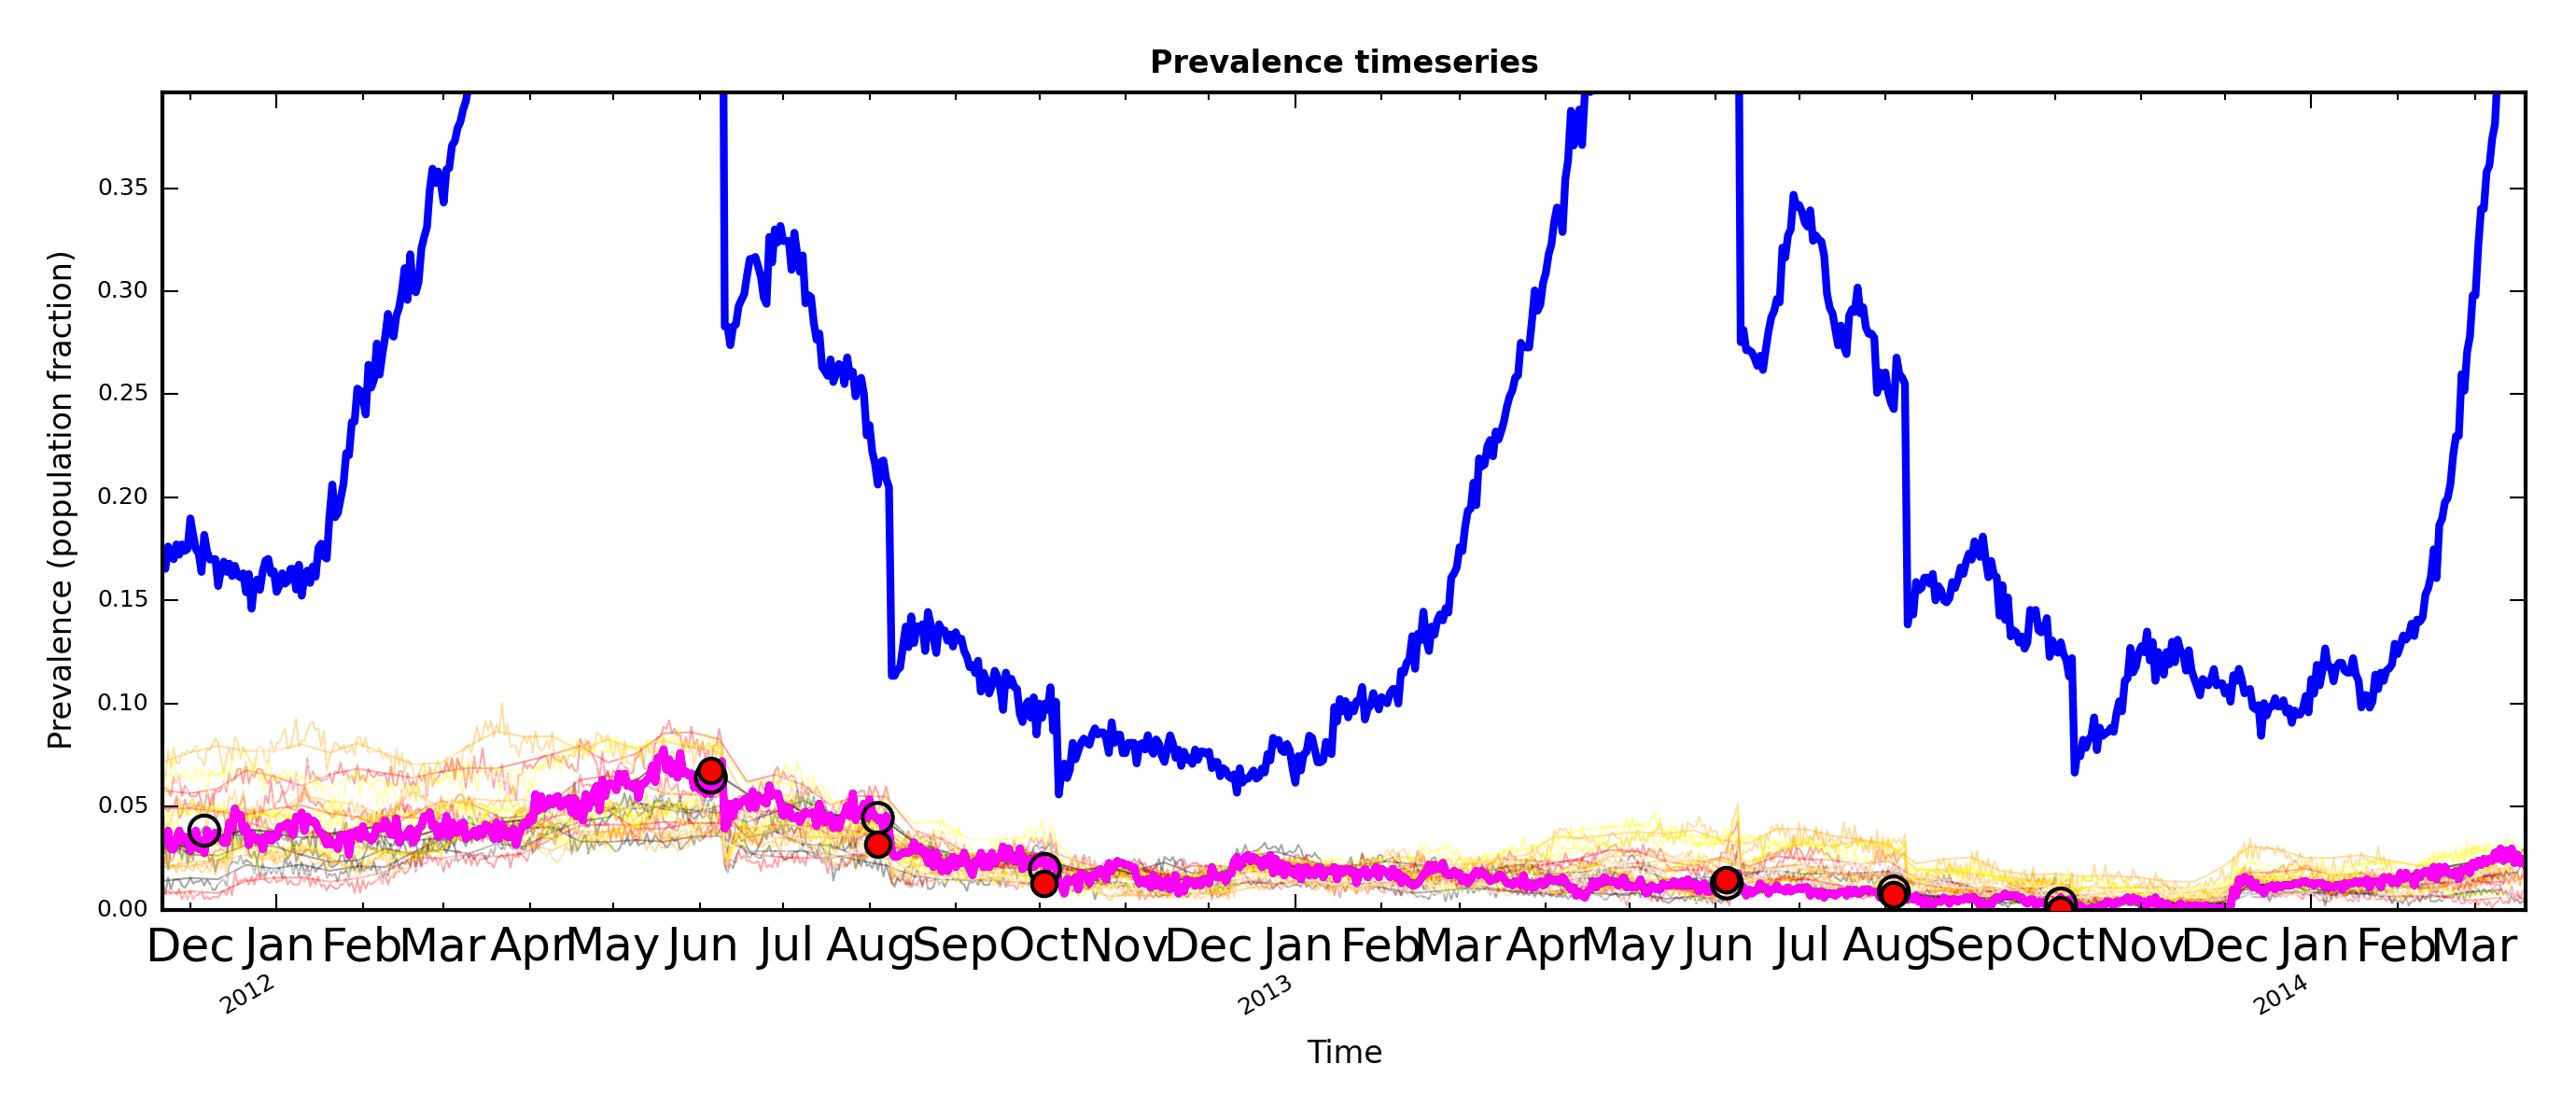 Prevalence timeseries
Prevalence (population fraction)
0.35
0.30
0.25
0.20
0.15
0.10
0.05
0.00
Dec Jan Feb Mar Apr May Jun Jul Aug Sep Oct Nov Dec Jan Feb Mar Apr May Jun Jul Aug Sep Oct Nov Dec Jan Feb Mar
2012 2013 2014
Time